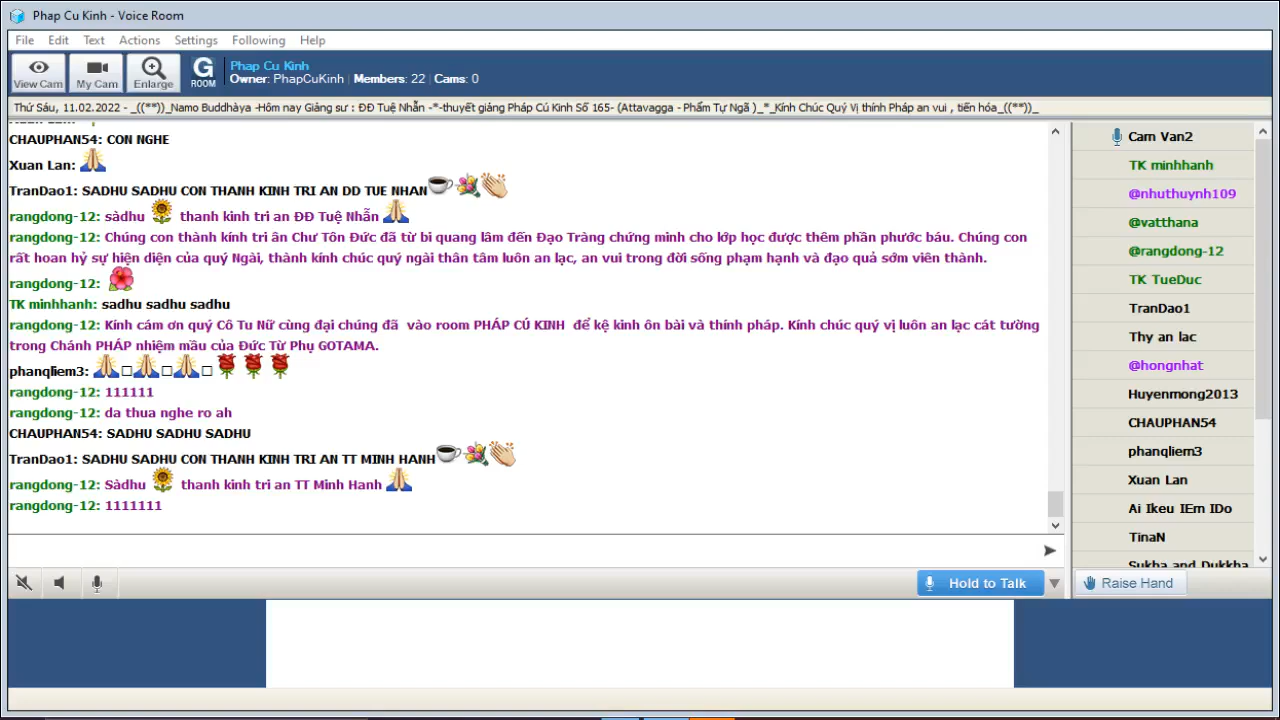 Phap Cu Kinh - Voice Room
File Edit Text Actions Settings Following Help
View Cam My Cam Enlarge G ROOM
Phap Cu Kinh
Owner: PhapCuKinh Members: 22 Cams: 0
Thứ Sáu, 11.02.2022 - _((**))_Namo Buddhàya -Hôm nay Giảng sư : ĐĐ Tuệ Nhẫn -*-thuyết giảng Pháp Cú Kinh Số 165- (Attavagga - Phẩm Tự Ngã )_*_Kính Chúc Quý Vị thính Pháp an vui , tiến hóa_((**))_
CHAUPHAN54: CON NGHE
Xuan Lan:
TranDao1: SADHU SADHU CON THANH KINH TRI AN DD TUE NHAN
rangdong-12: sàdhu thanh kinh tri an ĐĐ Tuệ Nhẫn
rangdong-12: Chúng con thành kính tri ân Chư Tôn Đức đã từ bi quang lâm đến Đạo Tràng chứng minh cho lớp học được thêm phần phước báu. Chúng con
rất hoan hỷ sự hiện diện của quý Ngài, thành kính chúc quý ngài thân tâm luôn an lạc, an vui trong đời sống phạm hạnh và đạo quả sớm viên thành.
rangdong-12:
TK minhhanh: sadhu sadhu sadhu
rangdong-12: Kính cám ơn quý Cô Tu Nữ cùng đại chúng đã vào room PHÁP CÚ KINH để kệ kinh ôn bài và thính pháp. Kính chúc quý vị luôn an lạc cát tường
trong Chánh PHÁP nhiệm mầu của Đức Từ Phụ GOTAMA.
phanqliem3:
rangdong-12: 111111
rangdong-12: da thua nghe ro ah
CHAUPHAN54: SADHU SADHU SADHU
TranDao1: SADHU SADHU CON THANH KINH TRI AN TT MINH HANH
rangdong-12: Sàdhu thanh kinh tri an TT Minh Hanh
rangdong-12: 1111111
Hold to Talk
Cam Van2
TK minhhanh
@nhuthuynh109
@vatthana
@rangdong-12
TK TueDuc
TranDao1
Thy an lac
@hongnhat
Huyenmong2013
CHAUPHAN54
phanqliem3
Xuan Lan
Ai Ikeu IEm IDo
TinaN
Sukha and Dukkha
Raise Hand